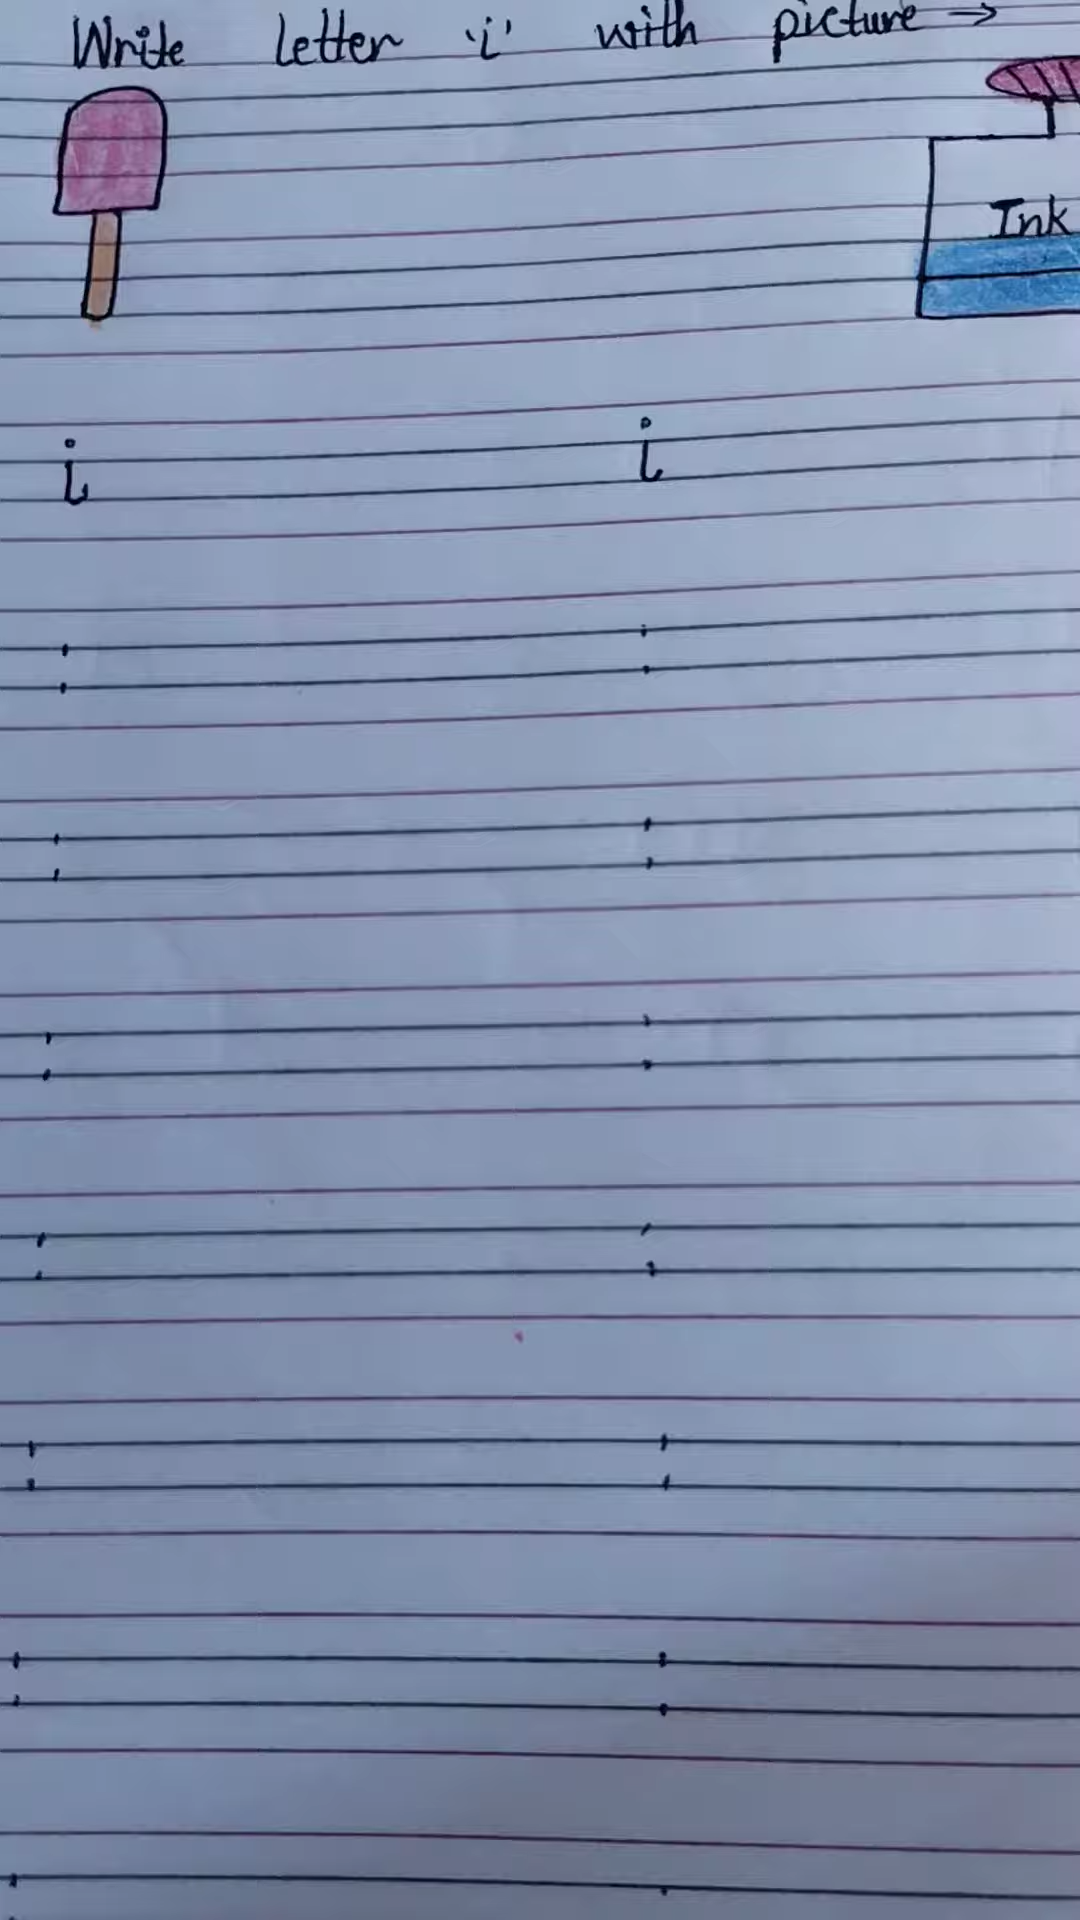 Write letter 'i' with picture →
Ink
i i